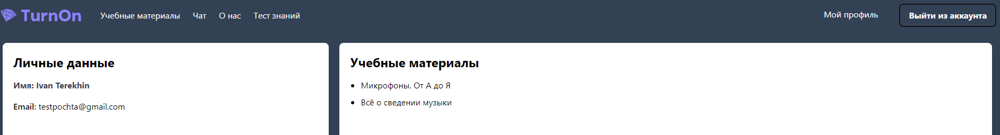 TurnOn Учебные материалы Чат О нас Тест знаний Мой профиль Выйти из аккаунта
Личные данные
Имя: Ivan Terekhin
Email: testpochta@gmail.com
Учебные материалы
Микрофоны. От А до Я
Всё о сведении музыки